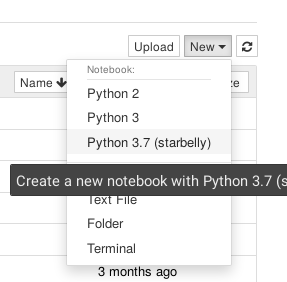 Upload New
Name ze
Notebook:
Python 2
Python 3
Python 3.7 (starbelly)
Create a new notebook with Python 3.7 (s
Text File
Folder
Terminal
3 months ago